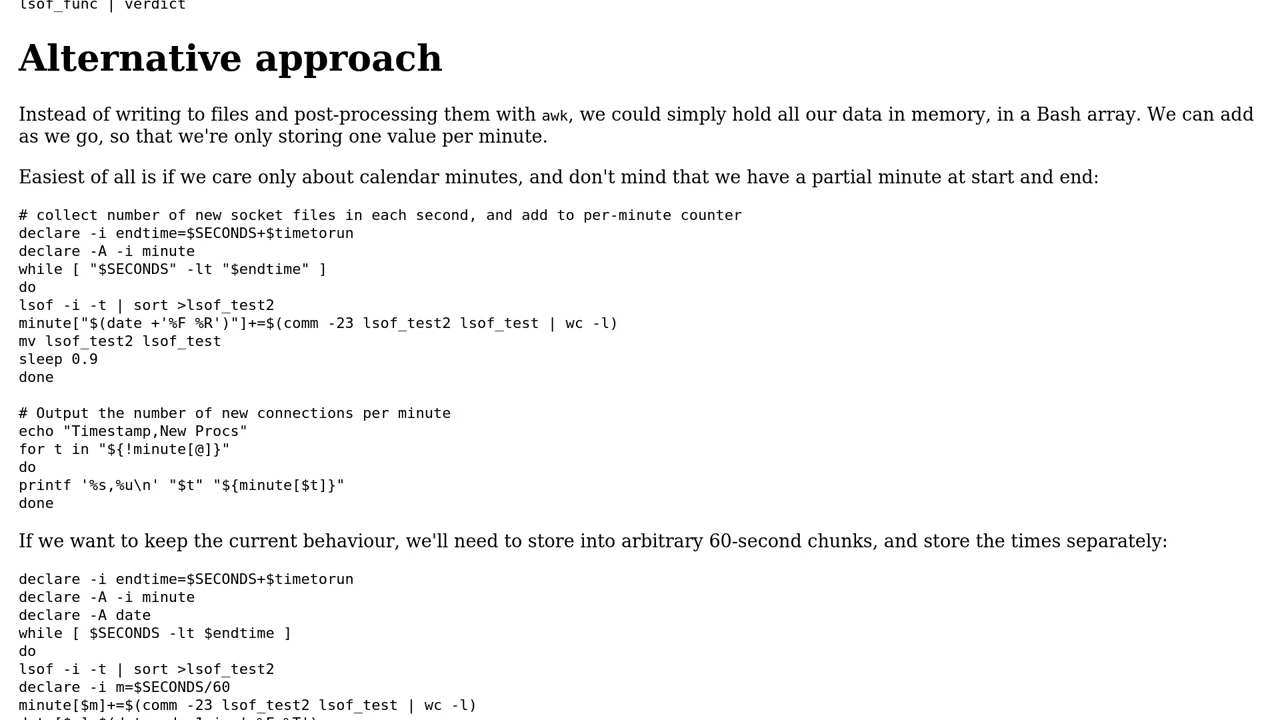 lsof_func | verdict
Alternative approach
Instead of writing to files and post-processing them with awk, we could simply hold all our data in memory, in a Bash array. We can add
as we go, so that we're only storing one value per minute.
Easiest of all is if we care only about calendar minutes, and don't mind that we have a partial minute at start and end:
# collect number of new socket files in each second, and add to per-minute counter
declare -i endtime=$SECONDS+$timetorun
declare -A -i minute
while [ "$SECONDS" -lt "$endtime" ]
do
lsof -i -t | sort >lsof_test2
minute["$(date +'%F %R')"]+=$(comm -23 lsof_test2 lsof_test | wc -l)
mv lsof_test2 lsof_test
sleep 0.9
done
# Output the number of new connections per minute
echo "Timestamp,New Procs"
for t in "${!minute[@]}"
do
printf '%s,%u\n' "$t" "${minute[$t]}"
done
If we want to keep the current behaviour, we'll need to store into arbitrary 60-second chunks, and store the times separately:
declare -i endtime=$SECONDS+$timetorun
declare -A -i minute
declare -A date
while [ $SECONDS -lt $endtime ]
do
lsof -i -t | sort >lsof_test2
declare -i m=$SECONDS/60
minute[$m]+=$(comm -23 lsof_test2 lsof_test | wc -l)